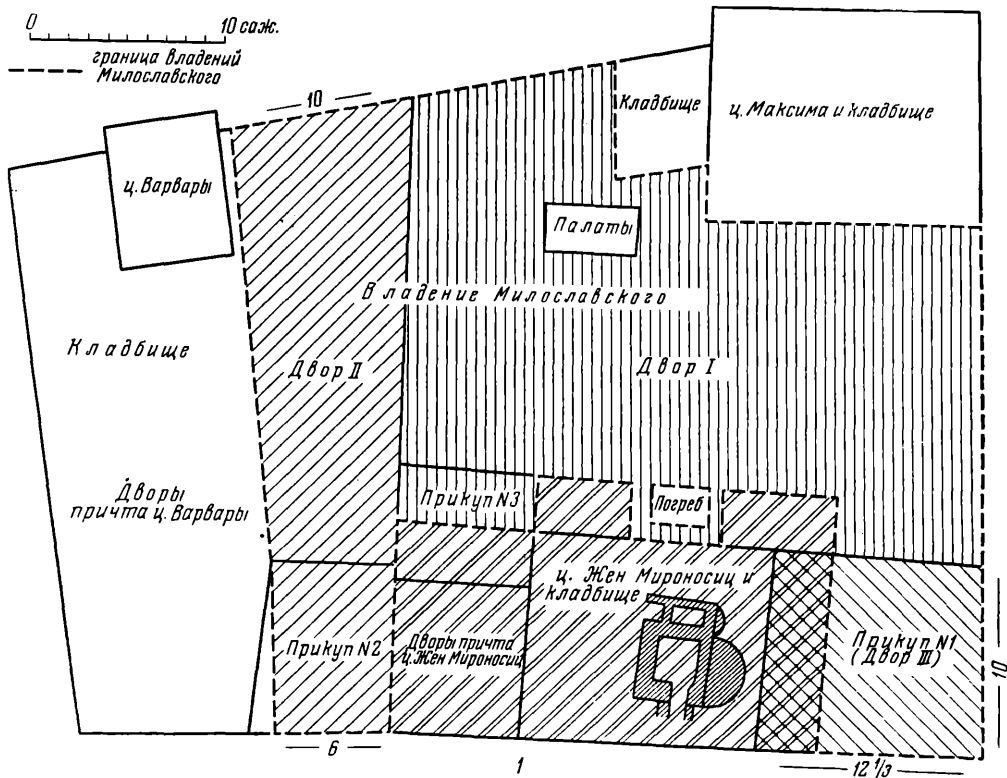 0 10 саж.
граница владений
Милославского
10
Кладбище
ц. Максима и кладбище
ц. Варвары
Палаты
Владение Милославского
Кладбище
Двор II
Двор I
Дворы
причта ц. Варвары
Прикуп N3
Погреб
ц. Жен Мироносиц и
кладбище
Прикуп N2
Дворы причта
ц. Жен Мироносиц
Прикуп N1
(Двор III)
10
6
12 1/3
1